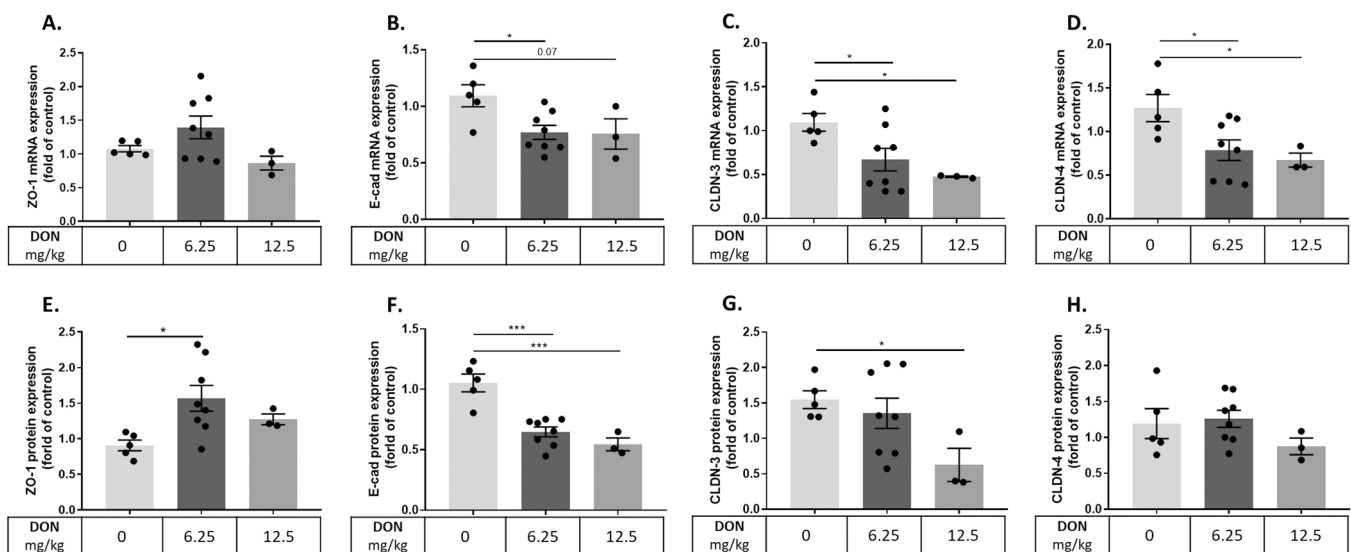 A.
ZO-1 mRNA expression
(fold of control)
2.5
2.0
1.5
1.0
0.5
0.0
DON
mg/kg
0
6.25
12.5
B.
E-cad mRNA expression
(fold of control)
1.5
1.0
0.5
0.0
*
0.07
DON
mg/kg
0
6.25
12.5
C.
CLDN-3 mRNA expression
(fold of control)
2.0
1.5
1.0
0.5
0.0
*
*
DON
mg/kg
0
6.25
12.5
D.
CLDN-4 mRNA expression
(fold of control)
2.0
1.5
1.0
0.5
0.0
*
*
DON
mg/kg
0
6.25
12.5
E.
ZO-1 protein expression
(forld of control)
2.5
2.0
1.5
1.0
0.5
0.0
*
DON
mg/kg
0
6.25
12.5
F.
E-cad protein expression
(forld of control)
1.5
1.0
0.5
0.0
***
***
DON
mg/kg
0
6.25
12.5
G.
CLDN-3 protein expression
(forld of control)
2.5
2.0
1.5
1.0
0.5
0.0
*
DON
mg/kg
0
6.25
12.5
H.
CLDN-4 protein expression
(forld of control)
2.5
2.0
1.5
1.0
0.5
0.0
DON
mg/kg
0
6.25
12.5